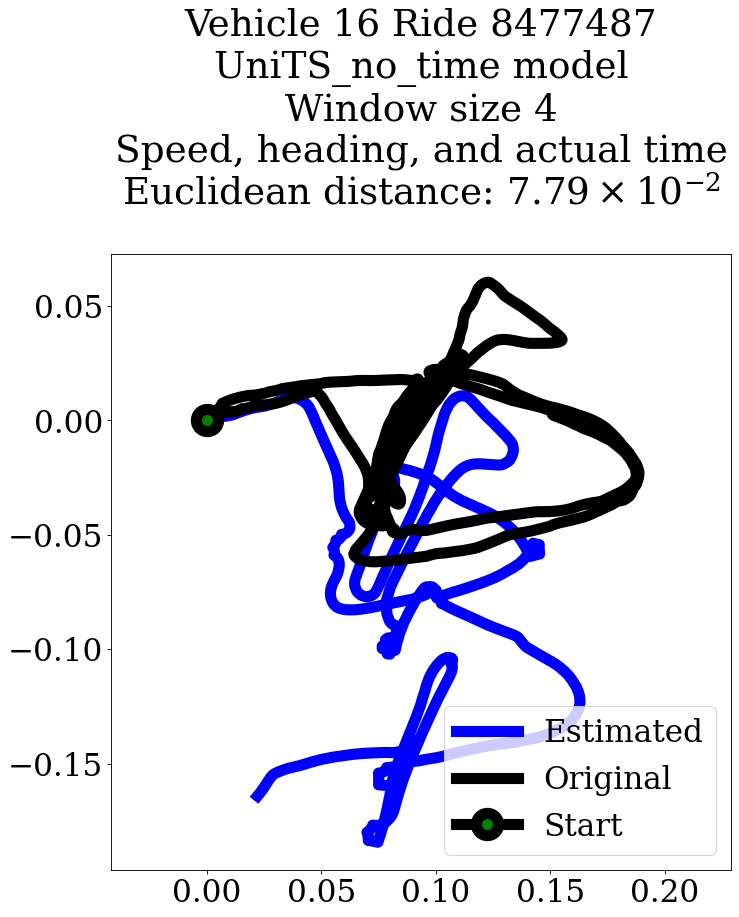 Vehicle 16 Ride 8477487
UniTS_no_time model
Window size 4
Speed, heading, and actual time
Euclidean distance: $7.79 \times 10^{-2}$
0.05
0.00
−0.05
−0.10
−0.15
Estimated
Original
Start
0.00 0.05 0.10 0.15 0.20